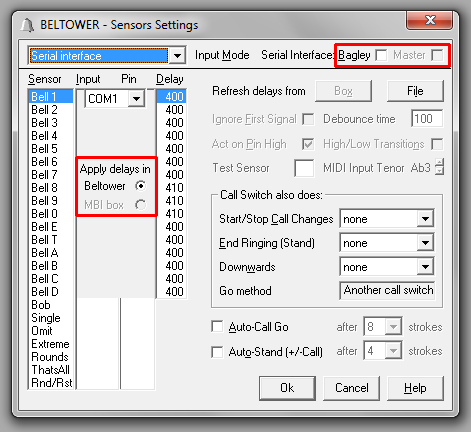 BELTOWER - Sensors Settings
Serial interface Input Mode Serial Interface: Bagley Master
Sensor Input Pin Delay
Bell 1 COM1 400
Bell 2 400
Bell 3 400
Bell 4 400
Bell 5 400
Bell 6 400
Bell 7 400
Bell 8 410
Bell 9 400
Bell 0 410
Bell E 400
Bell T 400
Bell A 400
Bell B 400
Bell C 400
Bell D 400
Bob
Single
Omit
Extreme
Rounds
ThatsAll
Rnd/Rst
Apply delays in
Beltower
MBI box
Refresh delays from Box File
Ignore First Signal Debounce time 100
Act on Pin High High/Low Transitions
Test Sensor MIDI Input Tenor Ab3
Call Switch also does:
Start/Stop Call Changes none
End Ringing (Stand) none
Downwards none
Go method Another call switch
Auto-Call Go after 8 strokes
Auto-Stand (+/-Call) after 4 strokes
Ok Cancel Help